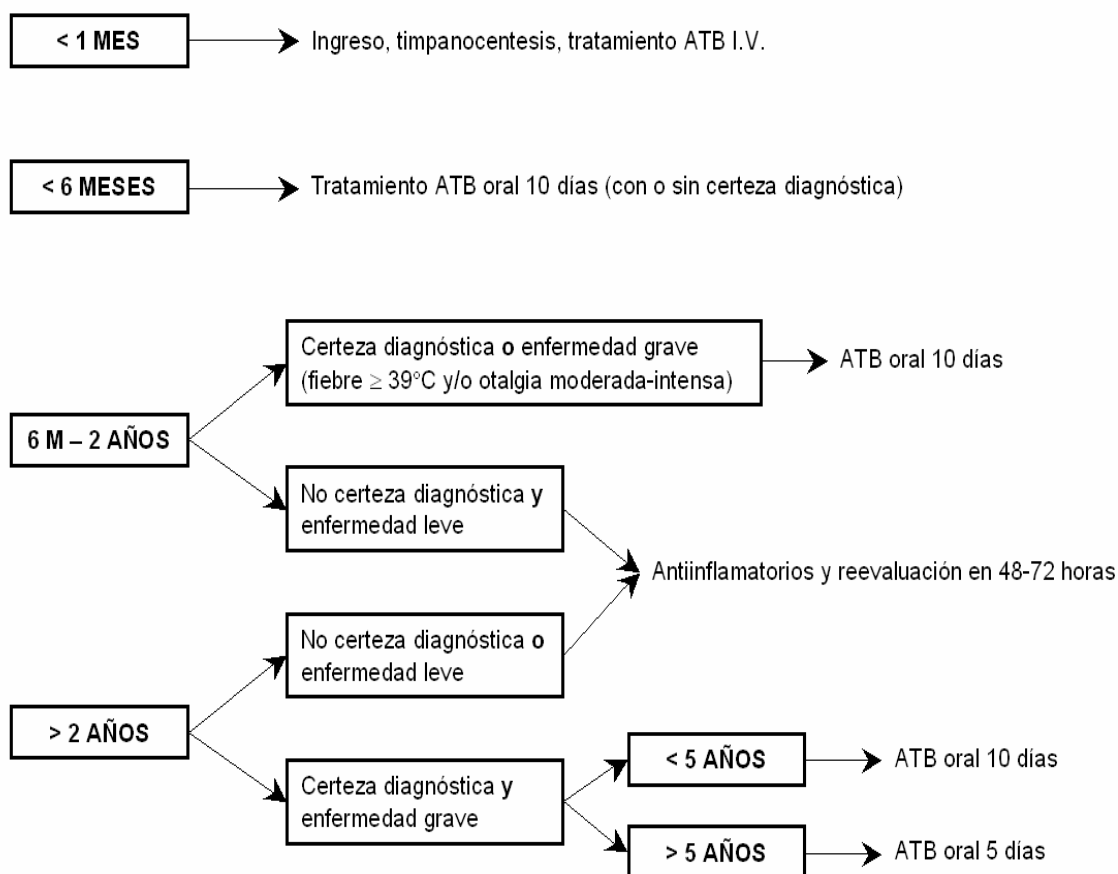 < 1 MES
Ingreso, timpanocentesis, tratamiento ATB I.V.
< 6 MESES
Tratamiento ATB oral 10 días (con o sin certeza diagnóstica)
6 M – 2 AÑOS
Certeza diagnóstica o enfermedad grave
(fiebre ≥ 39°C y/o otalgia moderada-intensa)
ATB oral 10 días
No certeza diagnóstica y
enfermedad leve
Antiinflamatorios y reevaluación en 48-72 horas
> 2 AÑOS
No certeza diagnóstica o
enfermedad leve
Certeza diagnóstica y
enfermedad grave
< 5 AÑOS
ATB oral 10 días
> 5 AÑOS
ATB oral 5 días